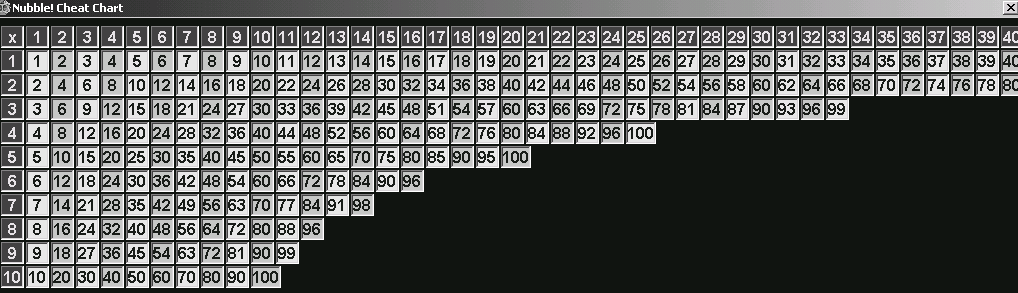 Nubble! Cheat Chart
x 1 2 3 4 5 6 7 8 9 10 11 12 13 14 15 16 17 18 19 20 21 22 23 24 25 26 27 28 29 30 31 32 33 34 35 36 37 38 39 40
1 1 2 3 4 5 6 7 8 9 10 11 12 13 14 15 16 17 18 19 20 21 22 23 24 25 26 27 28 29 30 31 32 33 34 35 36 37 38 39 40
2 2 4 6 8 10 12 14 16 18 20 22 24 26 28 30 32 34 36 38 40 42 44 46 48 50 52 54 56 58 60 62 64 66 68 70 72 74 76 78 80
3 3 6 9 12 15 18 21 24 27 30 33 36 39 42 45 48 51 54 57 60 63 66 69 72 75 78 81 84 87 90 93 96 99
4 4 8 12 16 20 24 28 32 36 40 44 48 52 56 60 64 68 72 76 80 84 88 92 96 100
5 5 10 15 20 25 30 35 40 45 50 55 60 65 70 75 80 85 90 95 100
6 6 12 18 24 30 36 42 48 54 60 66 72 78 84 90 96
7 7 14 21 28 35 42 49 56 63 70 77 84 91 98
8 8 16 24 32 40 48 56 64 72 80 88 96
9 9 18 27 36 45 54 63 72 81 90 99
10 10 20 30 40 50 60 70 80 90 100